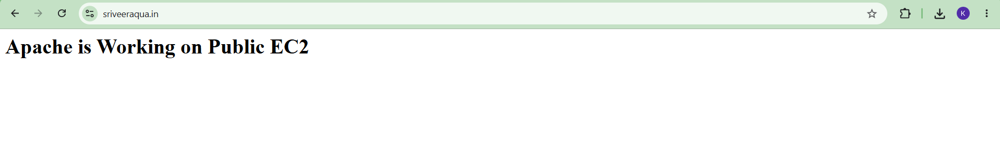 sriveeraqua.in
K
Apache is Working on Public EC2